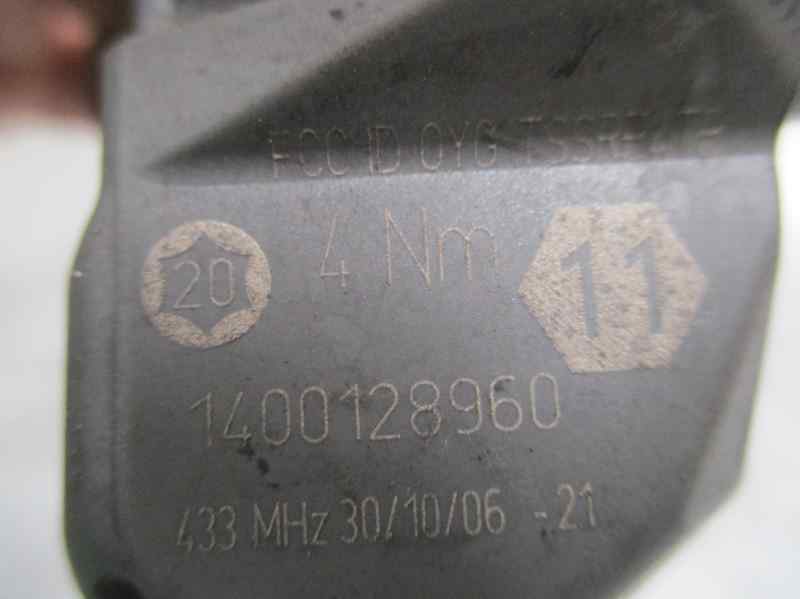 FCC ID OYG
20 4 Nm 11
1400128960
433 MHz 30/10/06 -21